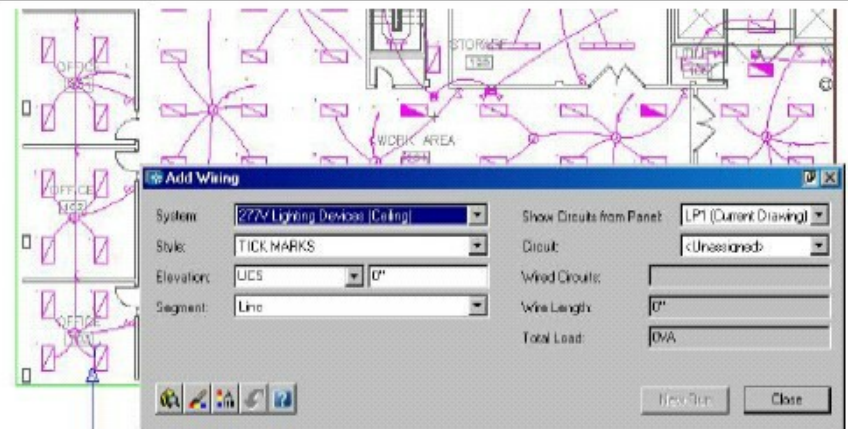 OFFICE
STORAGE
WORK AREA
OFFICE
OFFICE
Add Wiring
System: 277V Lighting Devices (Ceiling)
Style: TICK MARKS
Elevation: UCS 0"
Segment: Line
Show Circuits from Panel: LP1 (Current Drawing)
Circuit: <Unassigned>
Wired Circuits:
Wire Length: 0"
Total Load: 0VA
New Run Close